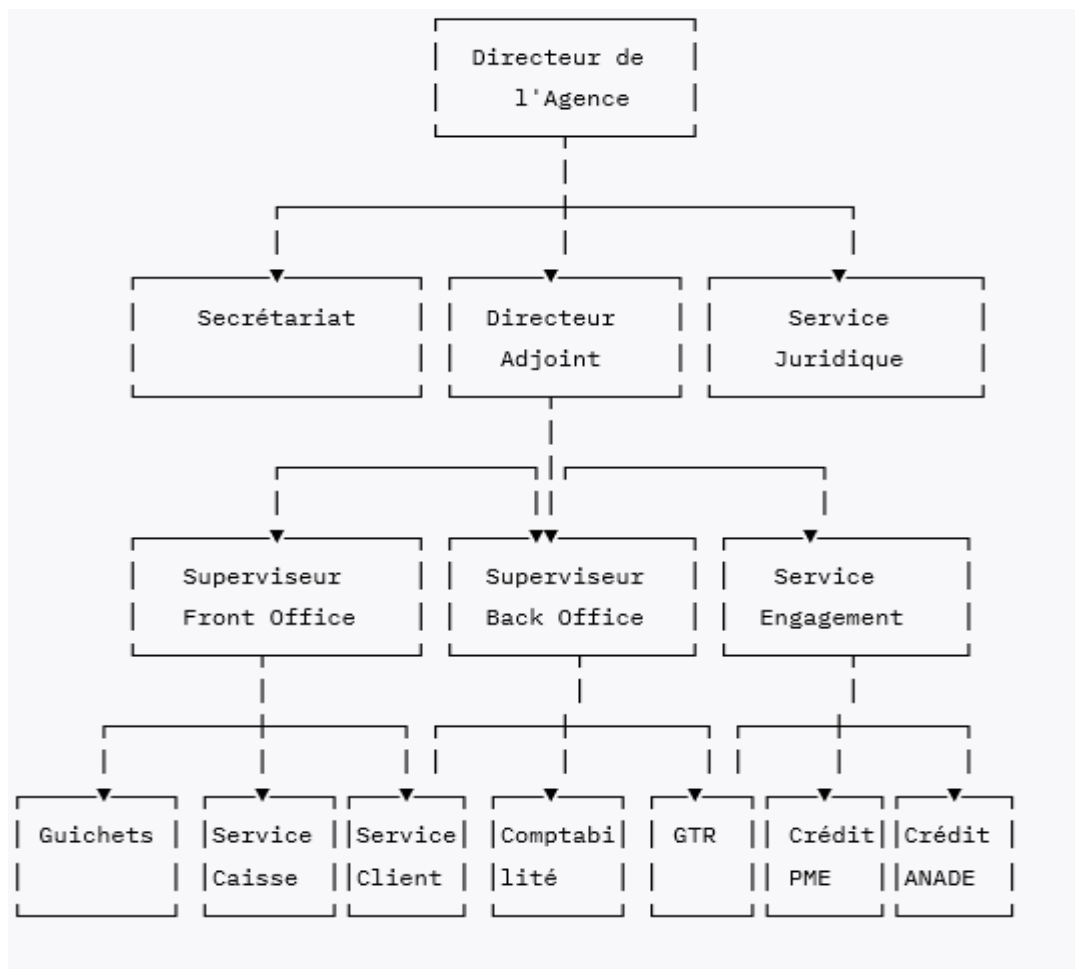 Directeur de
l'Agence
Secrétariat
Directeur
Adjoint
Service
Juridique
Superviseur
Front Office
Superviseur
Back Office
Service
Engagement
Guichets
Service
Caisse
Service
Client
Comptabi
lité
GTR
Crédit
PME
Crédit
ANADE